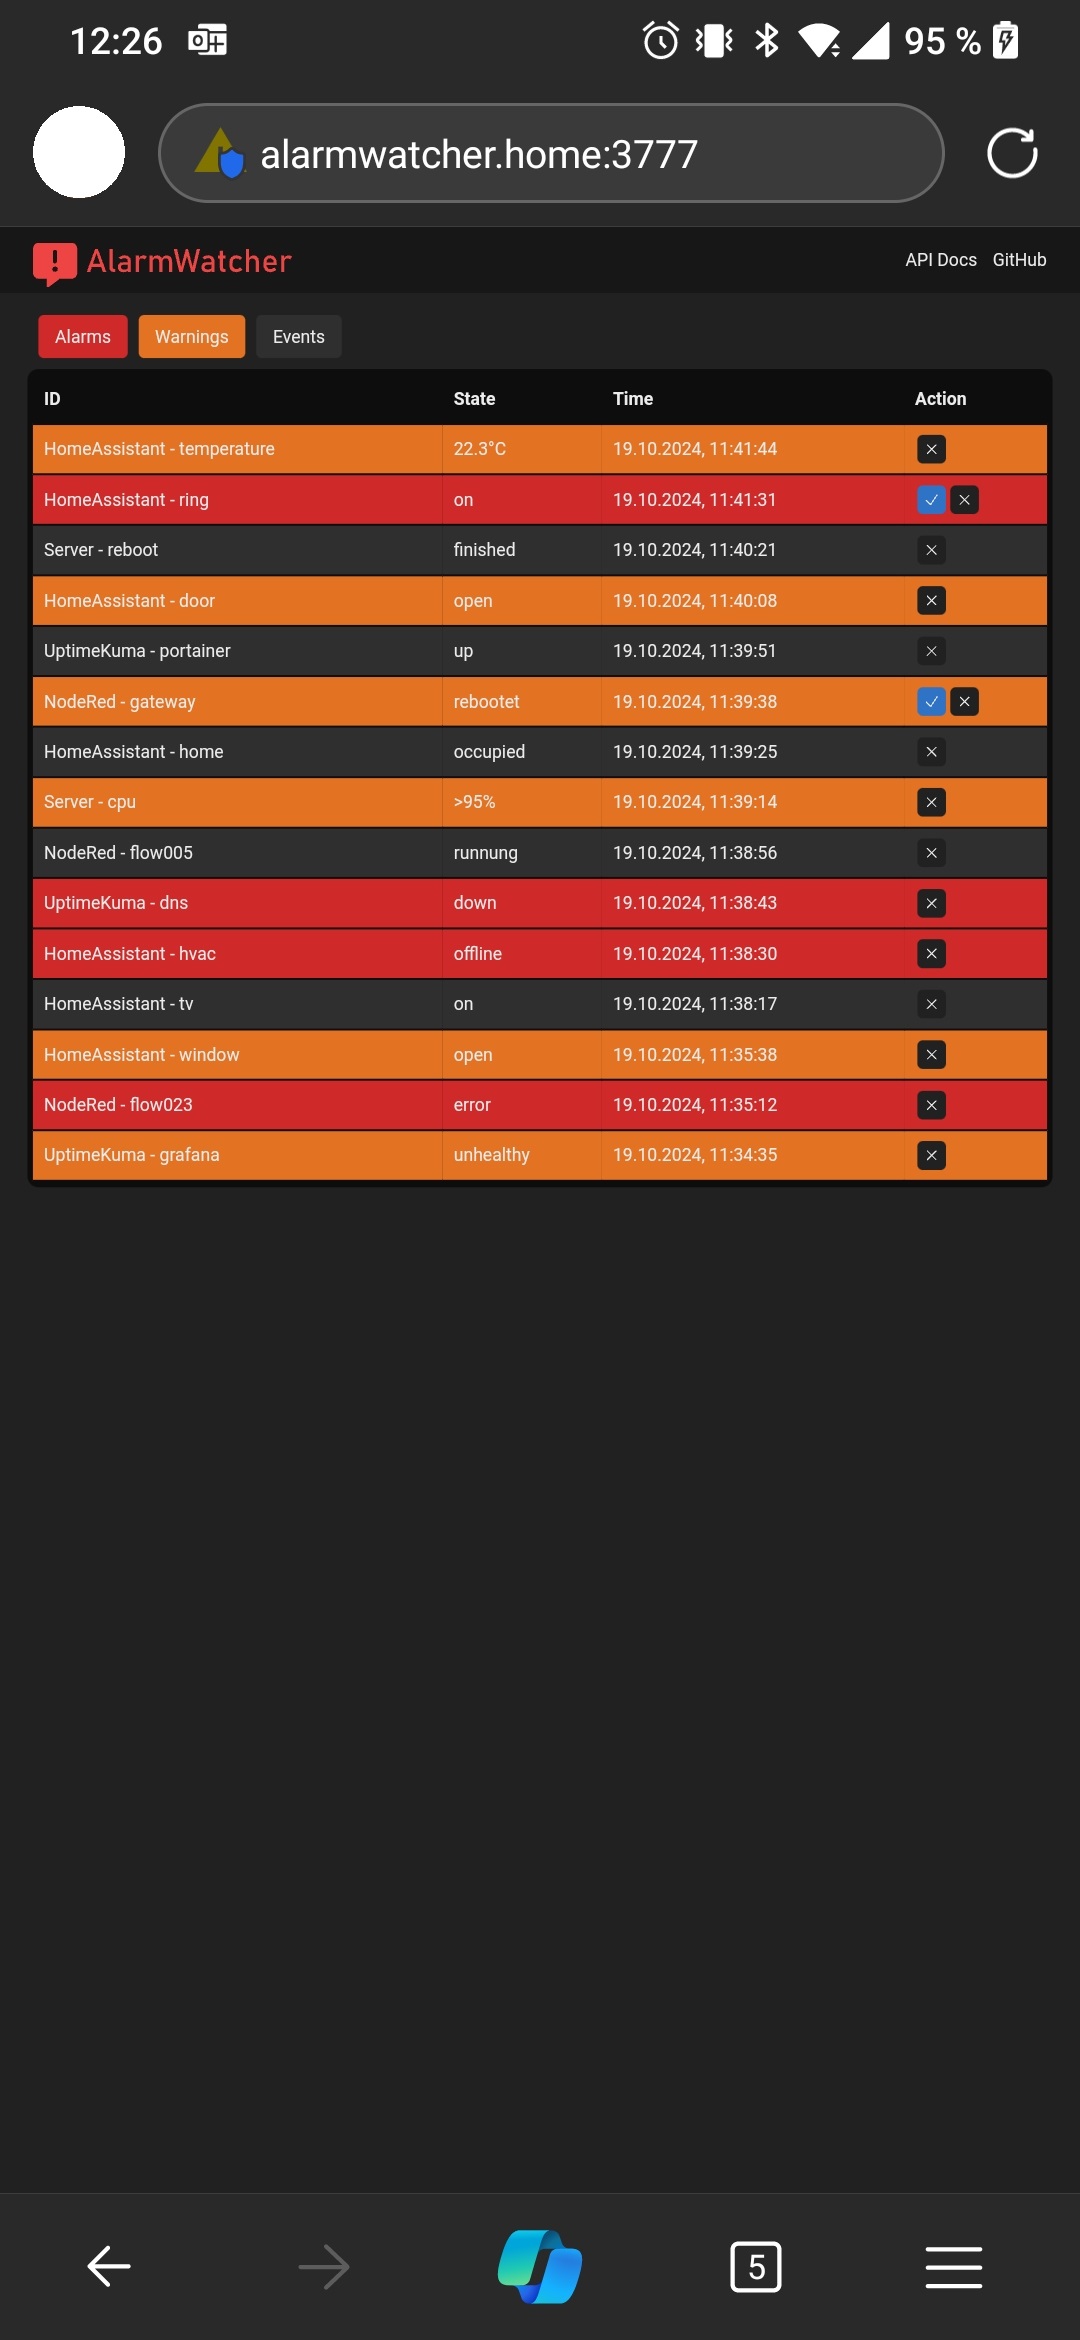 12:26 95 %
alarmwatcher.home:3777
AlarmWatcher API Docs GitHub
Alarms Warnings Events
ID State Time Action
HomeAssistant - temperature 22.3°C 19.10.2024, 11:41:44
HomeAssistant - ring on 19.10.2024, 11:41:31
Server - reboot finished 19.10.2024, 11:40:21
HomeAssistant - door open 19.10.2024, 11:40:08
UptimeKuma - portainer up 19.10.2024, 11:39:51
NodeRed - gateway rebootet 19.10.2024, 11:39:38
HomeAssistant - home occupied 19.10.2024, 11:39:25
Server - cpu >95% 19.10.2024, 11:39:14
NodeRed - flow005 runnung 19.10.2024, 11:38:56
UptimeKuma - dns down 19.10.2024, 11:38:43
HomeAssistant - hvac offline 19.10.2024, 11:38:30
HomeAssistant - tv on 19.10.2024, 11:38:17
HomeAssistant - window open 19.10.2024, 11:35:38
NodeRed - flow023 error 19.10.2024, 11:35:12
UptimeKuma - grafana unhealthy 19.10.2024, 11:34:35
5